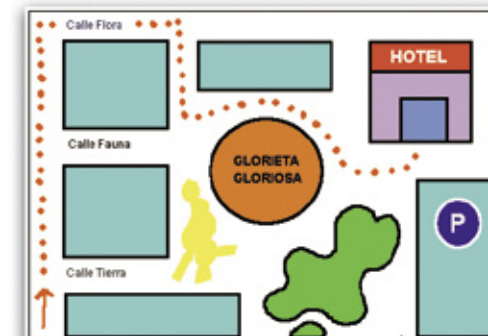 Calle Flora
HOTEL
Calle Fauna
GLORIETA
GLORIOSA
P
Calle Tierra